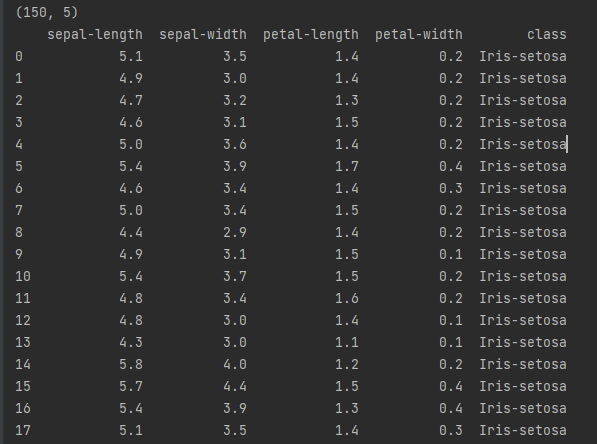 (150, 5)
sepal-length sepal-width petal-length petal-width class
0 5.1 3.5 1.4 0.2 Iris-setosa
1 4.9 3.0 1.4 0.2 Iris-setosa
2 4.7 3.2 1.3 0.2 Iris-setosa
3 4.6 3.1 1.5 0.2 Iris-setosa
4 5.0 3.6 1.4 0.2 Iris-setosa
5 5.4 3.9 1.7 0.4 Iris-setosa
6 4.6 3.4 1.4 0.3 Iris-setosa
7 5.0 3.4 1.5 0.2 Iris-setosa
8 4.4 2.9 1.4 0.2 Iris-setosa
9 4.9 3.1 1.5 0.1 Iris-setosa
10 5.4 3.7 1.5 0.2 Iris-setosa
11 4.8 3.4 1.6 0.2 Iris-setosa
12 4.8 3.0 1.4 0.1 Iris-setosa
13 4.3 3.0 1.1 0.1 Iris-setosa
14 5.8 4.0 1.2 0.2 Iris-setosa
15 5.7 4.4 1.5 0.4 Iris-setosa
16 5.4 3.9 1.3 0.4 Iris-setosa
17 5.1 3.5 1.4 0.3 Iris-setosa